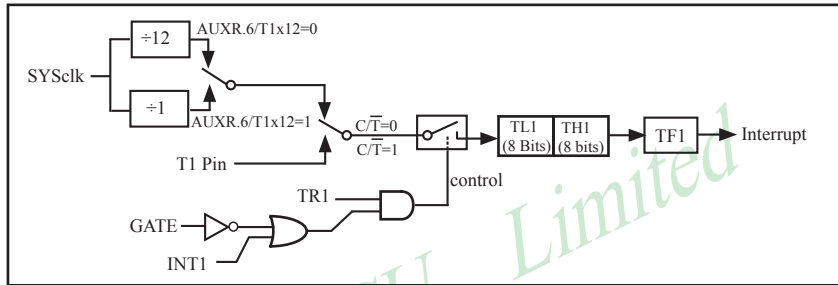 ÷12
AUXR.6/T1x12=0
SYSclk
÷1
AUXR.6/T1x12=1
C/T̅=0
C/T̅=1
TL1
(8 Bits)
TH1
(8 bits)
TF1
Interrupt
T1 Pin
control
TR1
GATE
INT1
Limited